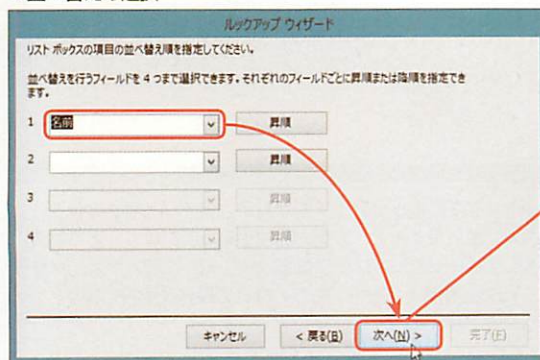 ルックアップ ウィザード
リスト ボックスの項目の並べ替え順を指定してください。
並べ替えを行うフィールドを 4 つまで選択できます。それぞれのフィールドごとに昇順または降順を指定でき
ます。
1 名前 昇順
2 昇順
3 昇順
4 昇順
キャンセル < 戻る(B) 次へ(N) > 完了(F)